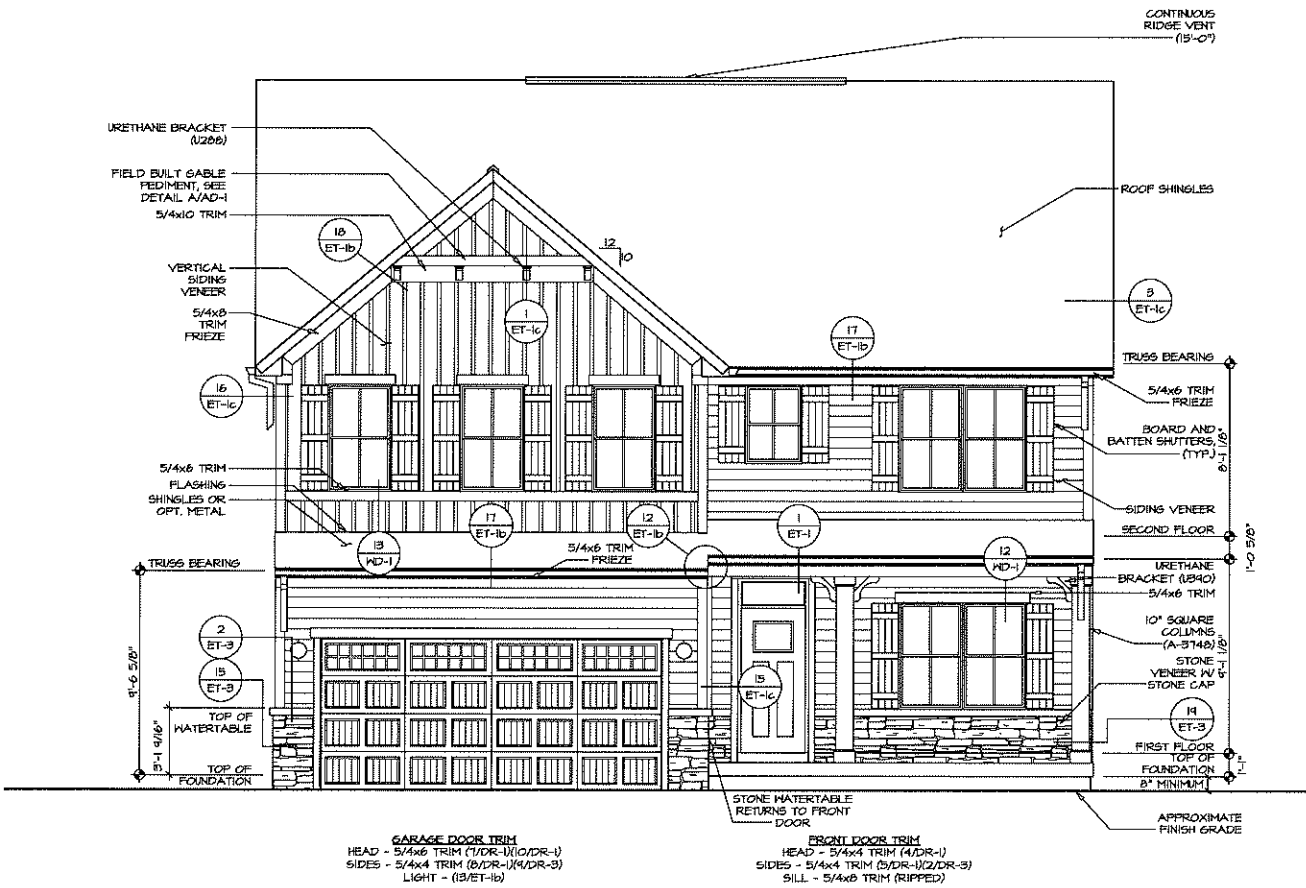 CONTINUOUS
RIDGE VENT
(15'-0")
URETHANE BRACKET
(U288)
FIELD BUILT GABLE
PEDIMENT, SEE
DETAIL A/AD-1
5/4x10 TRIM
ROOF SHINGLES
18
ET-1b
12
10
VERTICAL
SIDING
VENEER
5/4x8
TRIM
FRIEZE
1
ET-1c
3
ET-1c
17
ET-1b
TRUSS BEARING
16
ET-1c
5/4x6 TRIM
FRIEZE
BOARD AND
BATTEN SHUTTERS,
(TYP.)
8'-1 1/8"
5/4x6 TRIM
FLASHING
SHINGLES OR
OPT. METAL
SIDING VENEER
17
ET-1b
12
ET-1b
1
ET-1
SECOND FLOOR
13
WD-1
5/4x6 TRIM
FRIEZE
12
WD-1
1'-0 5/8"
TRUSS BEARING
URETHANE
BRACKET (U390)
5/4x6 TRIM
2
ET-3
10" SQUARE
COLUMNS
(A-3748)
9'-6 5/8"
15
ET-3
STONE
VENEER W/
STONE CAP
9'-1 1/8"
15
ET-1c
TOP OF
WATERTABLE
19
ET-3
3'-1 9/16"
FIRST FLOOR
TOP OF
FOUNDATION
1'-1"
TOP OF
FOUNDATION
8" MINIMUM
STONE WATERTABLE
RETURNS TO FRONT
DOOR
APPROXIMATE
FINISH GRADE
GARAGE DOOR TRIM
HEAD - 5/4x6 TRIM (7/DR-1)(10/DR-1)
SIDES - 5/4x4 TRIM (8/DR-1)(9/DR-3)
LIGHT - (13/ET-1b)
FRONT DOOR TRIM
HEAD - 5/4x4 TRIM (4/DR-1)
SIDES - 5/4x4 TRIM (5/DR-1)(2/DR-3)
SILL - 5/4x8 TRIM (RIPPED)